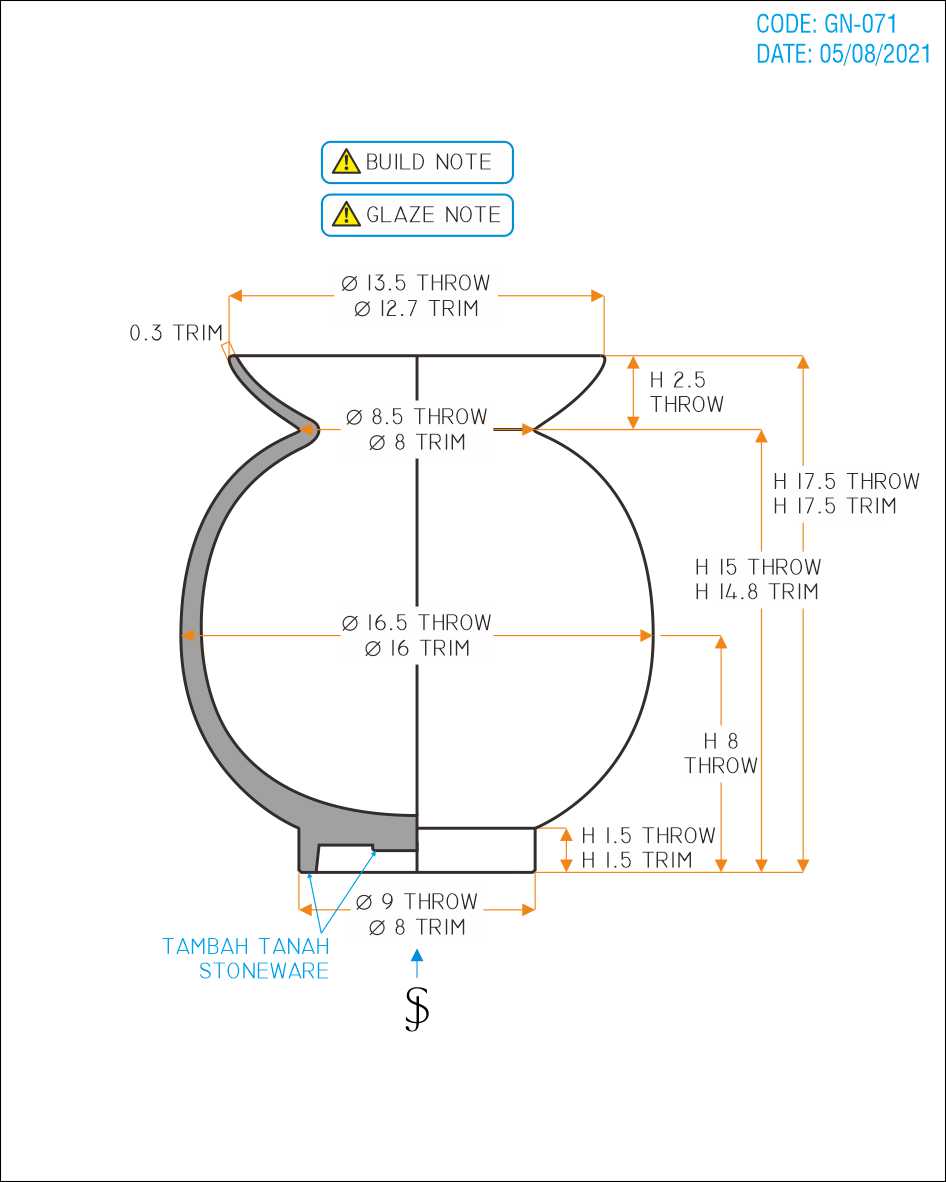 CODE: GN-071
DATE: 05/08/2021
BUILD NOTE
GLAZE NOTE
Ø 13.5 THROW
Ø 12.7 TRIM
0.3 TRIM
H 2.5
THROW
Ø 8.5 THROW
Ø 8 TRIM
H 17.5 THROW
H 17.5 TRIM
H 15 THROW
H 14.8 TRIM
Ø 16.5 THROW
Ø 16 TRIM
H 8
THROW
H 1.5 THROW
H 1.5 TRIM
Ø 9 THROW
Ø 8 TRIM
TAMBAH TANAH
STONEWARE